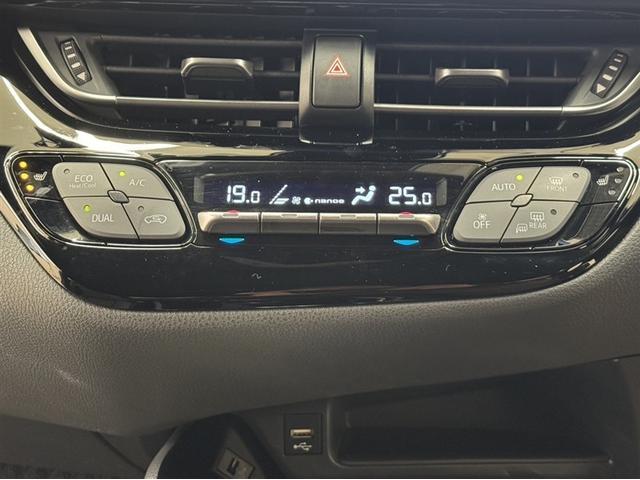 ECO
Heat/Cool
A/C
DUAL
19.0
nanoe
25.0
AUTO
FRONT
OFF
REAR